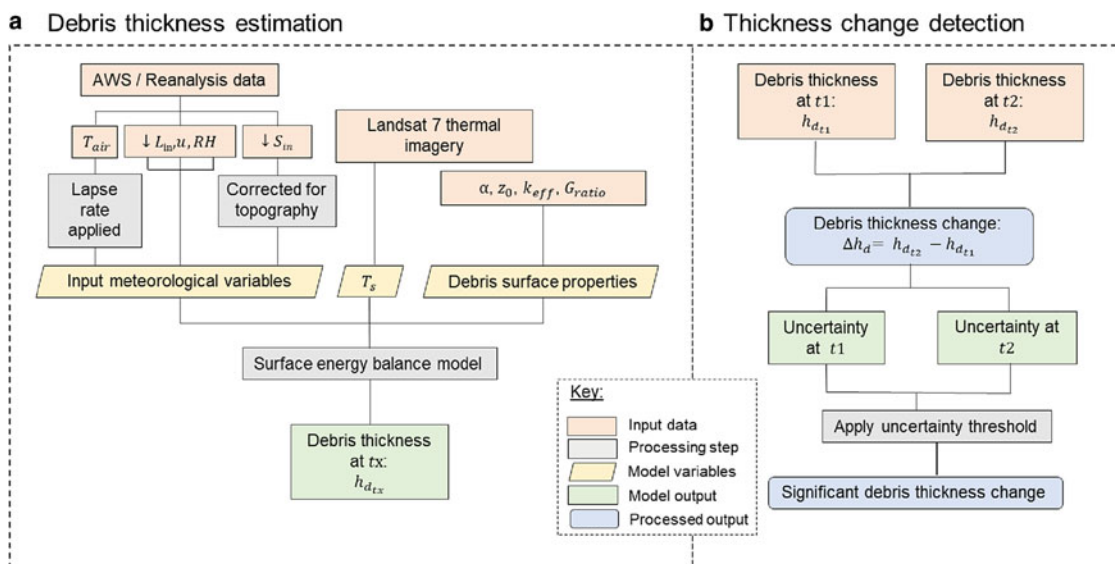 a Debris thickness estimation
AWS / Reanalysis data
T_air
↓ L_in, u, RH
↓ S_in
Lapse
rate
applied
Corrected for
topography
Landsat 7 thermal
imagery
α, z_0, k_eff, G_ratio
Input meteorological variables
T_s
Debris surface properties
Surface energy balance model
Debris thickness
at tx:
h_d_tx
Key:
Input data
Processing step
Model variables
Model output
Processed output
b Thickness change detection
Debris thickness
at t1:
h_d_t1
Debris thickness
at t2:
h_d_t2
Debris thickness change:
Δh_d = h_d_t2 − h_d_t1
Uncertainty
at t1
Uncertainty at
t2
Apply uncertainty threshold
Significant debris thickness change